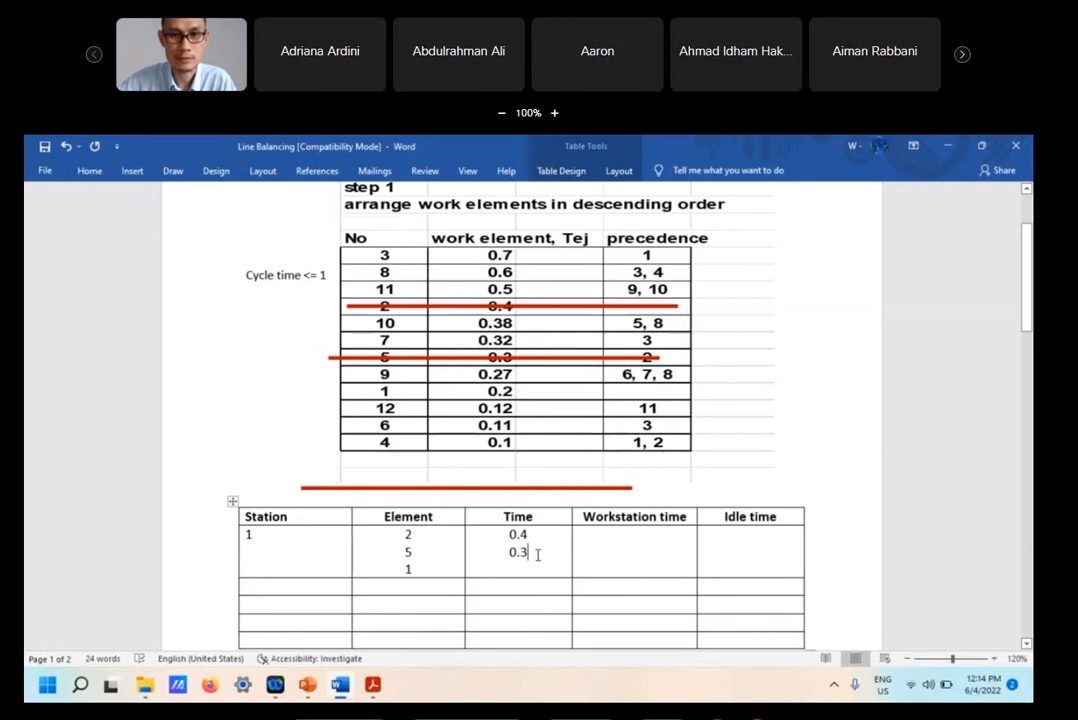 Adriana Ardini
Abdulrahman Ali
Aaron
Ahmad Idham Hak...
Aiman Rabbani
− 100% +
Line Balancing [Compatibility Mode] - Word
Table Tools
W -
File Home Insert Draw Design Layout References Mailings Review View Help Table Design Layout Tell me what you want to do Share
step 1
arrange work elements in descending order
No work element, Tej precedence
Cycle time <= 1
3 0.7 1
8 0.6 3, 4
11 0.5 9, 10
2 0.4
10 0.38 5, 8
7 0.32 3
5 0.3 2
9 0.27 6, 7, 8
1 0.2
12 0.12 11
6 0.11 3
4 0.1 1, 2
Station Element Time Workstation time Idle time
1 2 0.4
5 0.3
1
Page 1 of 2 24 words English (United States) Accessibility: Investigate 120%
ENG
US
12:14 PM
6/4/2022
2